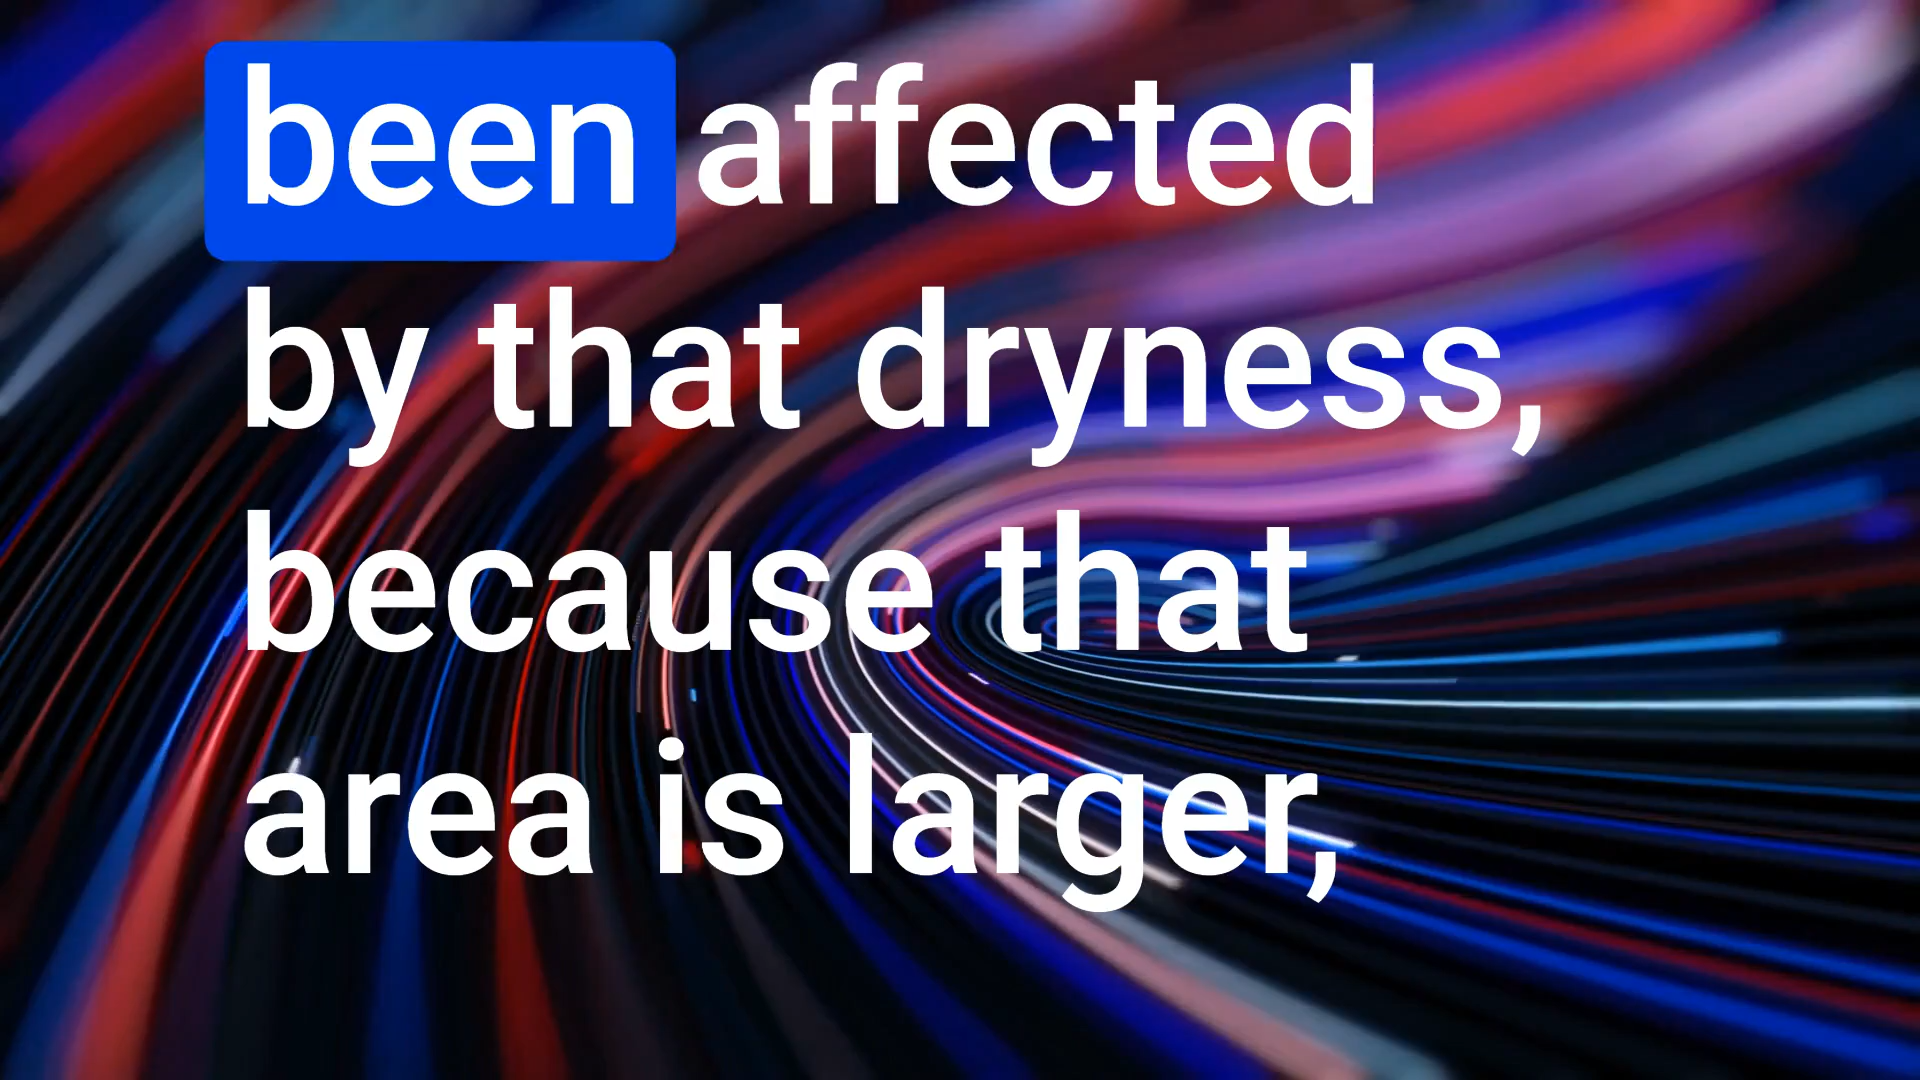 been affected
by that dryness,
because that
area is larger,